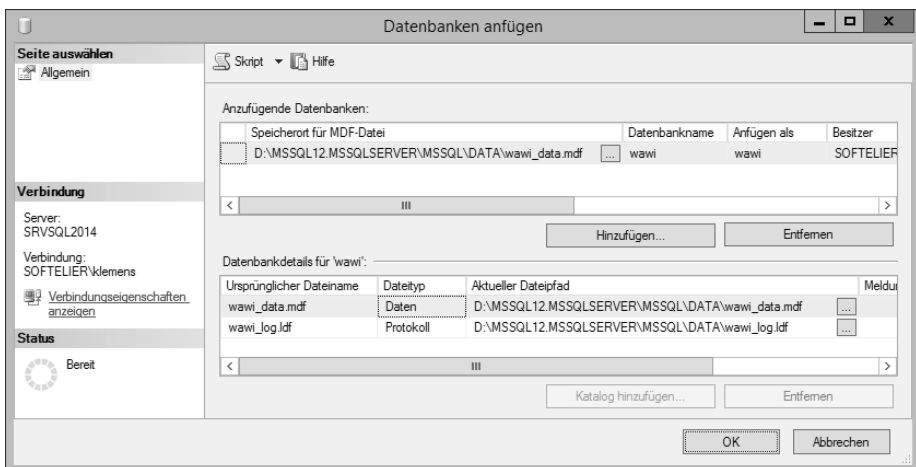 Datenbanken anfügen
Seite auswählen
Allgemein
Skript Hilfe
Anzufügende Datenbanken:
Speicherort für MDF-Datei Datenbankname Anfügen als Besitzer
D:\MSSQL12.MSSQLSERVER\MSSQL\DATA\wawi_data.mdf ... wawi wawi SOFTELIER
Hinzufügen... Entfernen
Verbindung
Server:
SRVSQL2014
Verbindung:
SOFTELIER\klemens
Verbindungseigenschaften
anzeigen
Datenbankdetails für 'wawi':
Ursprünglicher Dateiname Dateityp Aktueller Dateipfad Meldu
wawi_data.mdf Daten D:\MSSQL12.MSSQLSERVER\MSSQL\DATA\wawi_data.mdf ...
wawi_log.ldf Protokoll D:\MSSQL12.MSSQLSERVER\MSSQL\DATA\wawi_log.ldf ...
Status
Bereit
Katalog hinzufügen... Entfernen
OK Abbrechen